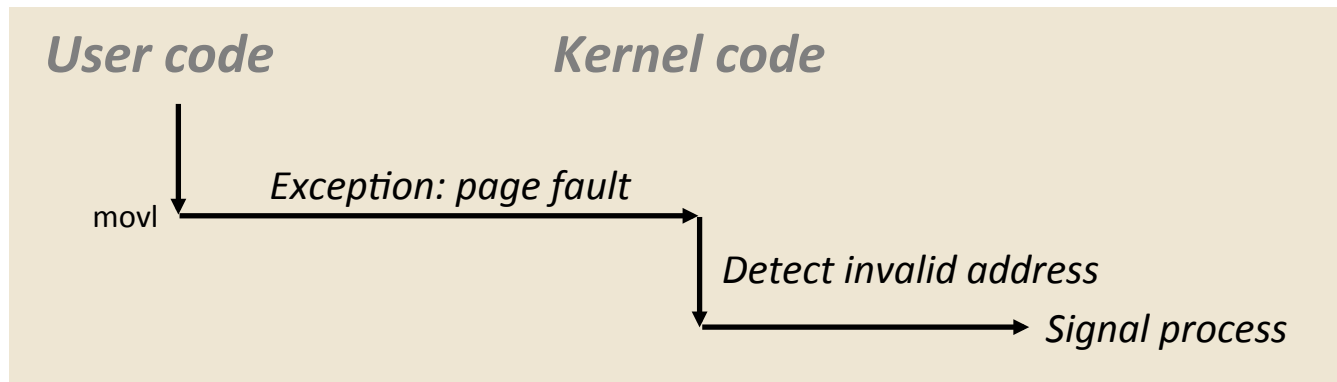 User code
Kernel code
Exception: page fault
movl
Detect invalid address
Signal process